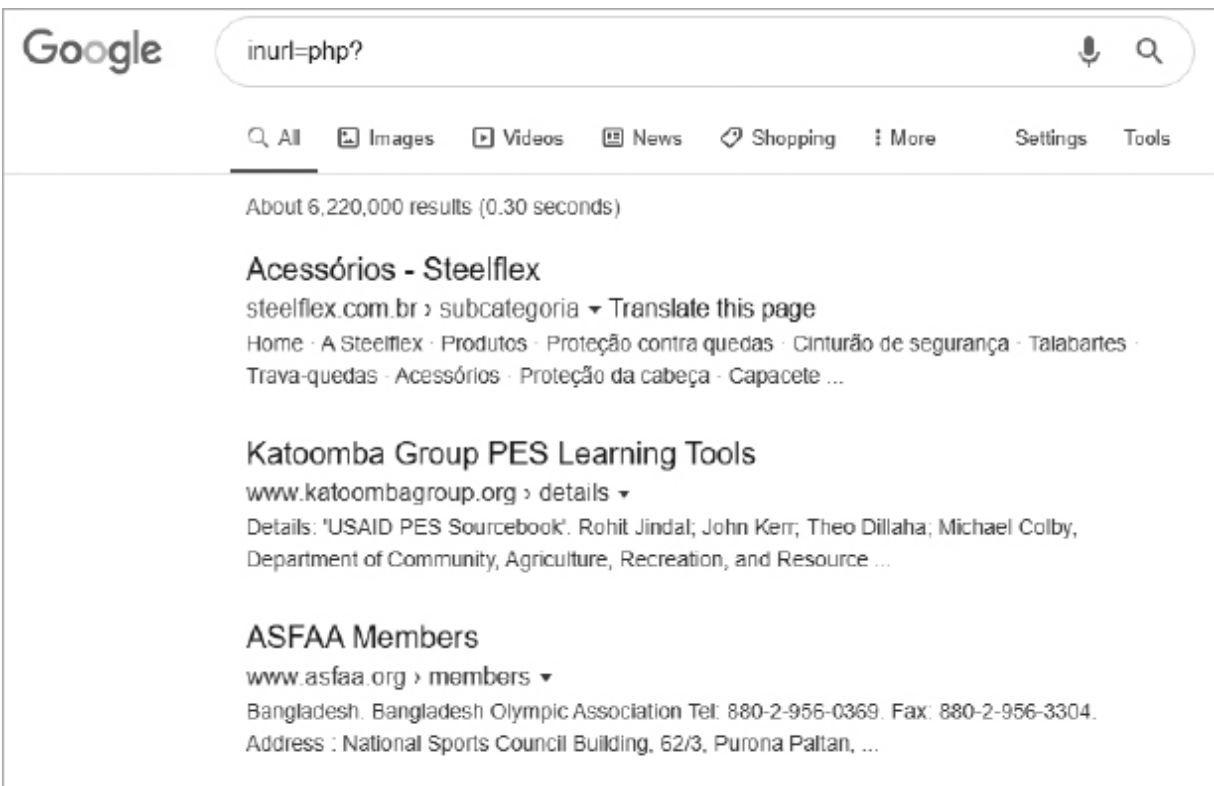 Google
inurl=php?
All Images Videos News Shopping More Settings Tools
About 6,220,000 results (0.30 seconds)
Acessórios - Steelflex
steelflex.com.br › subcategoria ▾ Translate this page
Home · A Steelflex · Produtos · Proteção contra quedas · Cinturão de segurança · Talabartes ·
Trava-quedas · Acessórios · Proteção da cabeça · Capacete ...
Katoomba Group PES Learning Tools
www.katoombagroup.org › details ▾
Details: 'USAID PES Sourcebook'. Rohit Jindal; John Kerr; Theo Dillaha; Michael Colby,
Department of Community, Agriculture, Recreation, and Resource ...
ASFAA Members
www.asfaa.org › members ▾
Bangladesh. Bangladesh Olympic Association Tel: 880-2-956-0369. Fax: 880-2-956-3304.
Address : National Sports Council Building, 62/3, Purona Paltan, ...